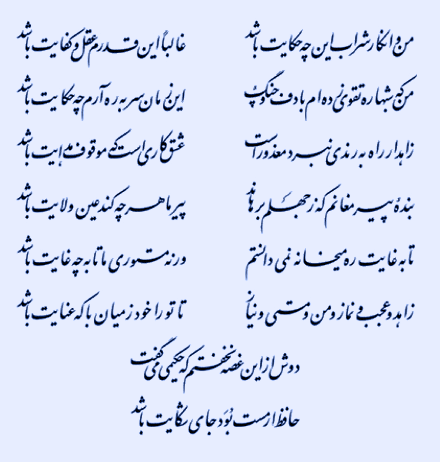 من و انکار شراب این چه حکایت باشد غالباً این قدرم عقل و کفایت باشد
من که شبها ره تقوی زده ام با دف و چنگ این زمان سر به ره آرم چه حکایت باشد
زاهد ار راه به رندی نبرد معذور است عشق کاری است که موقوف هدایت باشد
بندهٔ پیر مغانم که ز جهلم برهاند پیر ما هر چه کند عین ولایت باشد
تا به غایت ره میخانه نمی دانستم ورنه مستوری ما تا به چه غایت باشد
زاهد و عجب و نماز و من و مستی و نیاز تا تو را خود ز میان با که عنایت باشد
دوش از این غصه نخفتم که حکیمی می گفت
حافظ ار مست بُوَد جای شکایت باشد